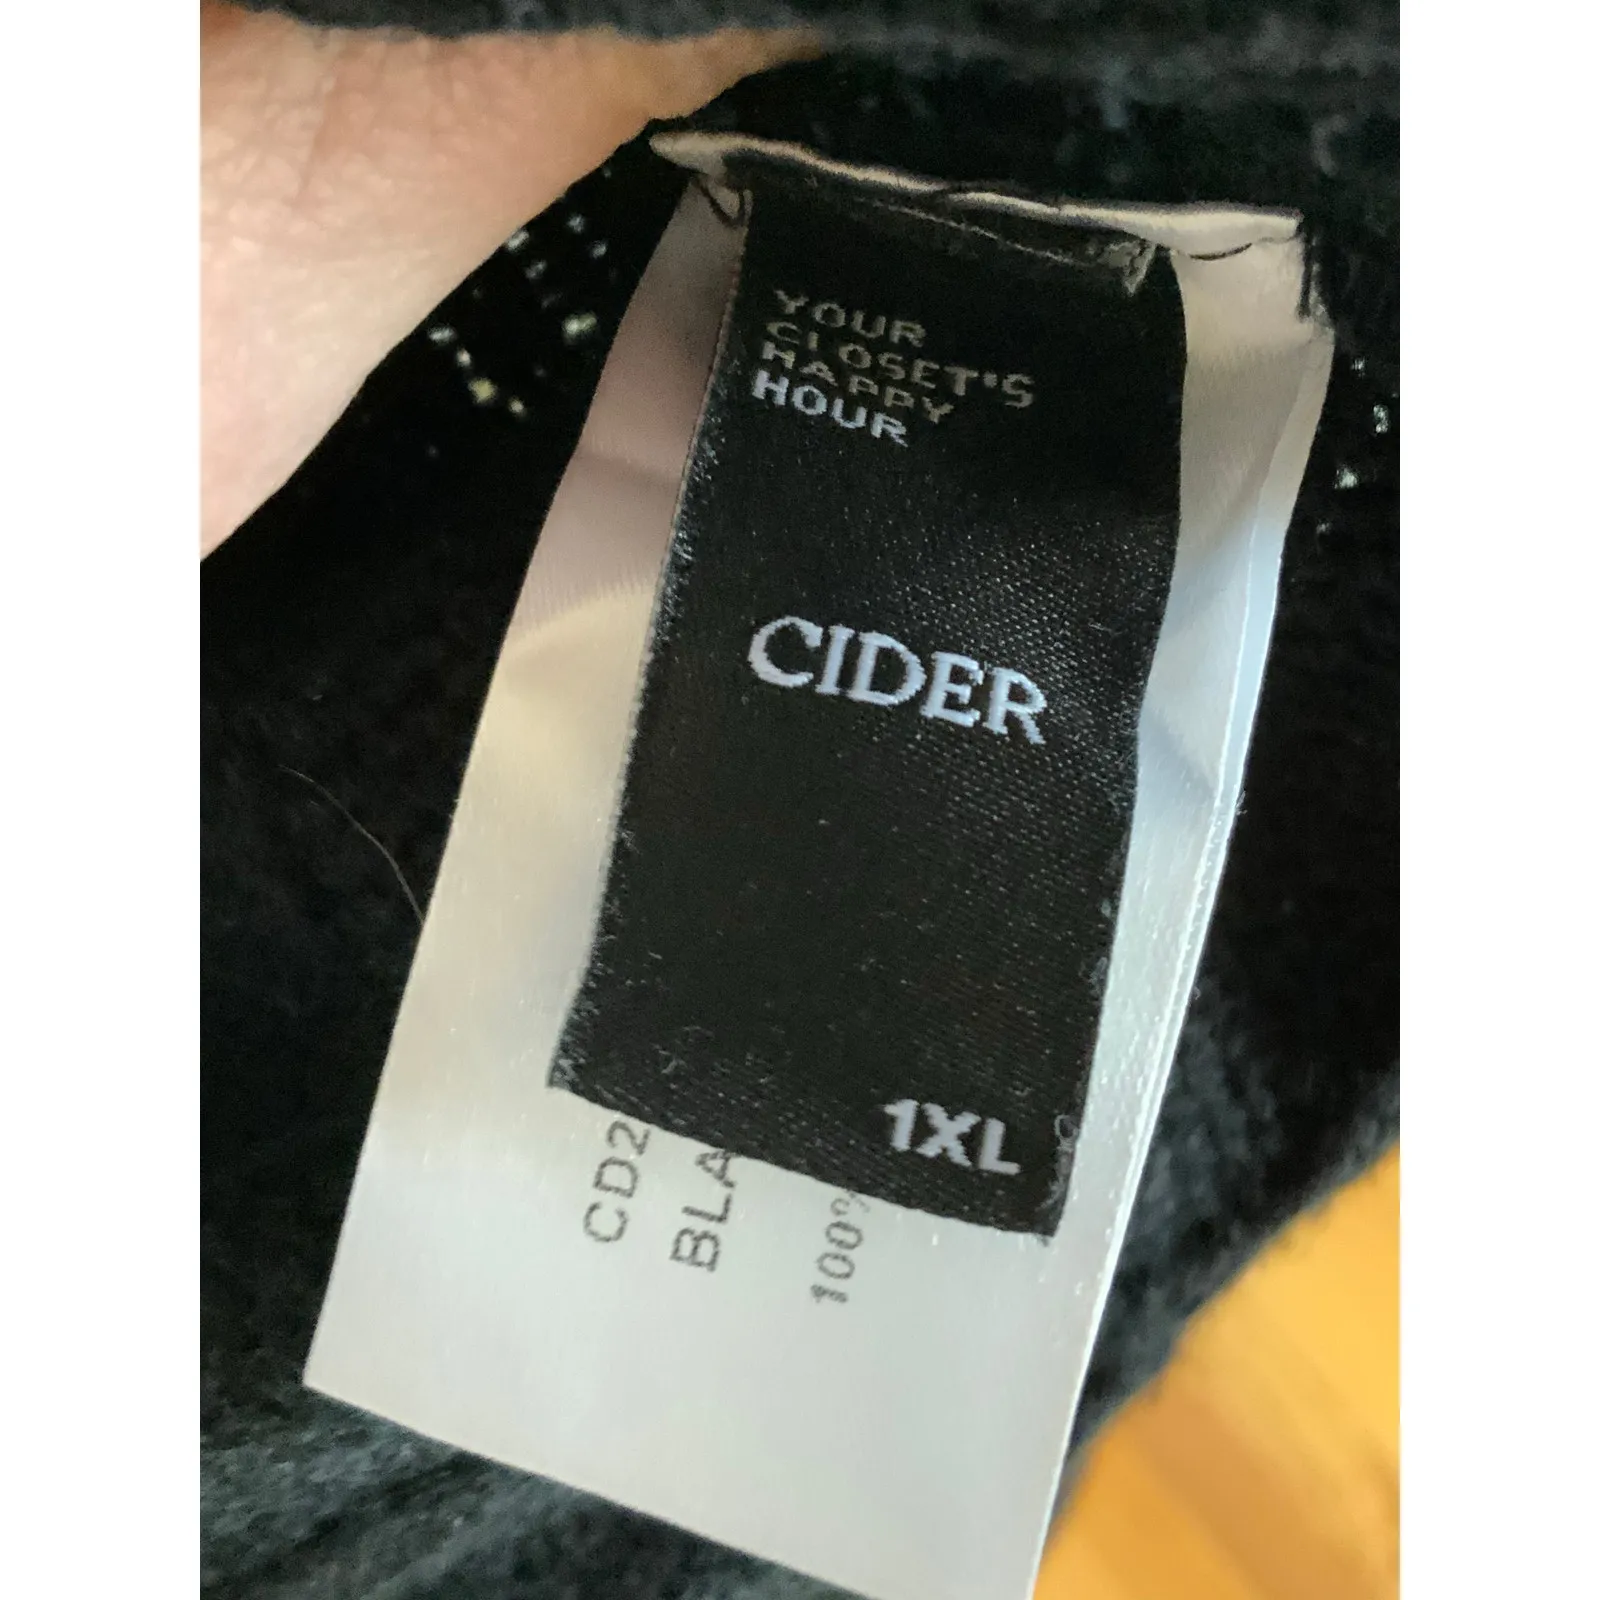 YOUR
CLOSET'S
HAPPY
HOUR
CIDER
1XL
CD2
BLA
100%